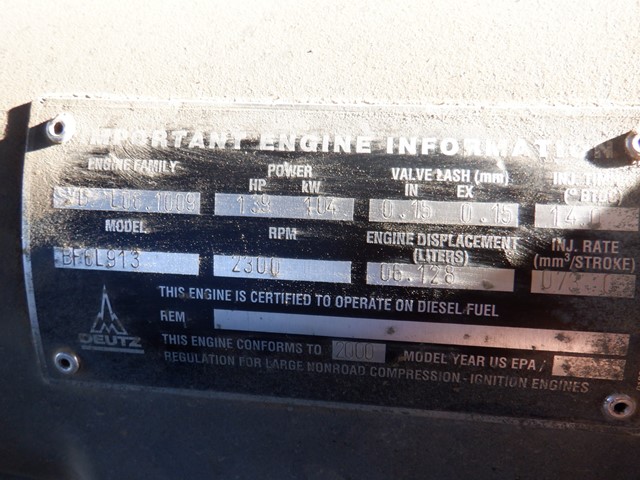 IMPORTANT ENGINE INFORMATION
ENGINE FAMILY POWER VALVE LASH (mm) INJ. TIMING
HP kW IN EX (° BTDC)
139 104 0.15 0.15
MODEL RPM ENGINE DISPLACEMENT INJ. RATE
(LITERS) (mm³/STROKE)
BF6L913 2300 06.128
THIS ENGINE IS CERTIFIED TO OPERATE ON DIESEL FUEL
REM
DEUTZ
THIS ENGINE CONFORMS TO 2000 MODEL YEAR US EPA /
REGULATION FOR LARGE NONROAD COMPRESSION - IGNITION ENGINES